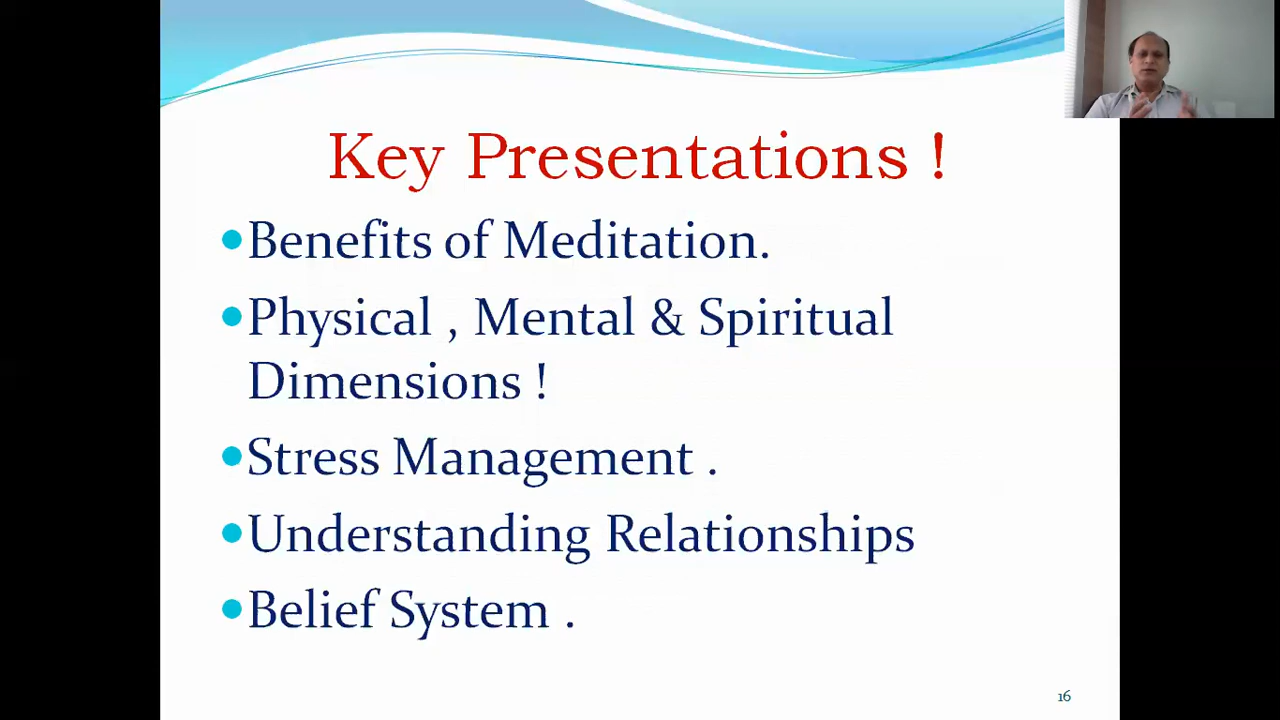 Key Presentations !
•Benefits of Meditation.
•Physical , Mental & Spiritual
Dimensions !
•Stress Management .
•Understanding Relationships
•Belief System .
16